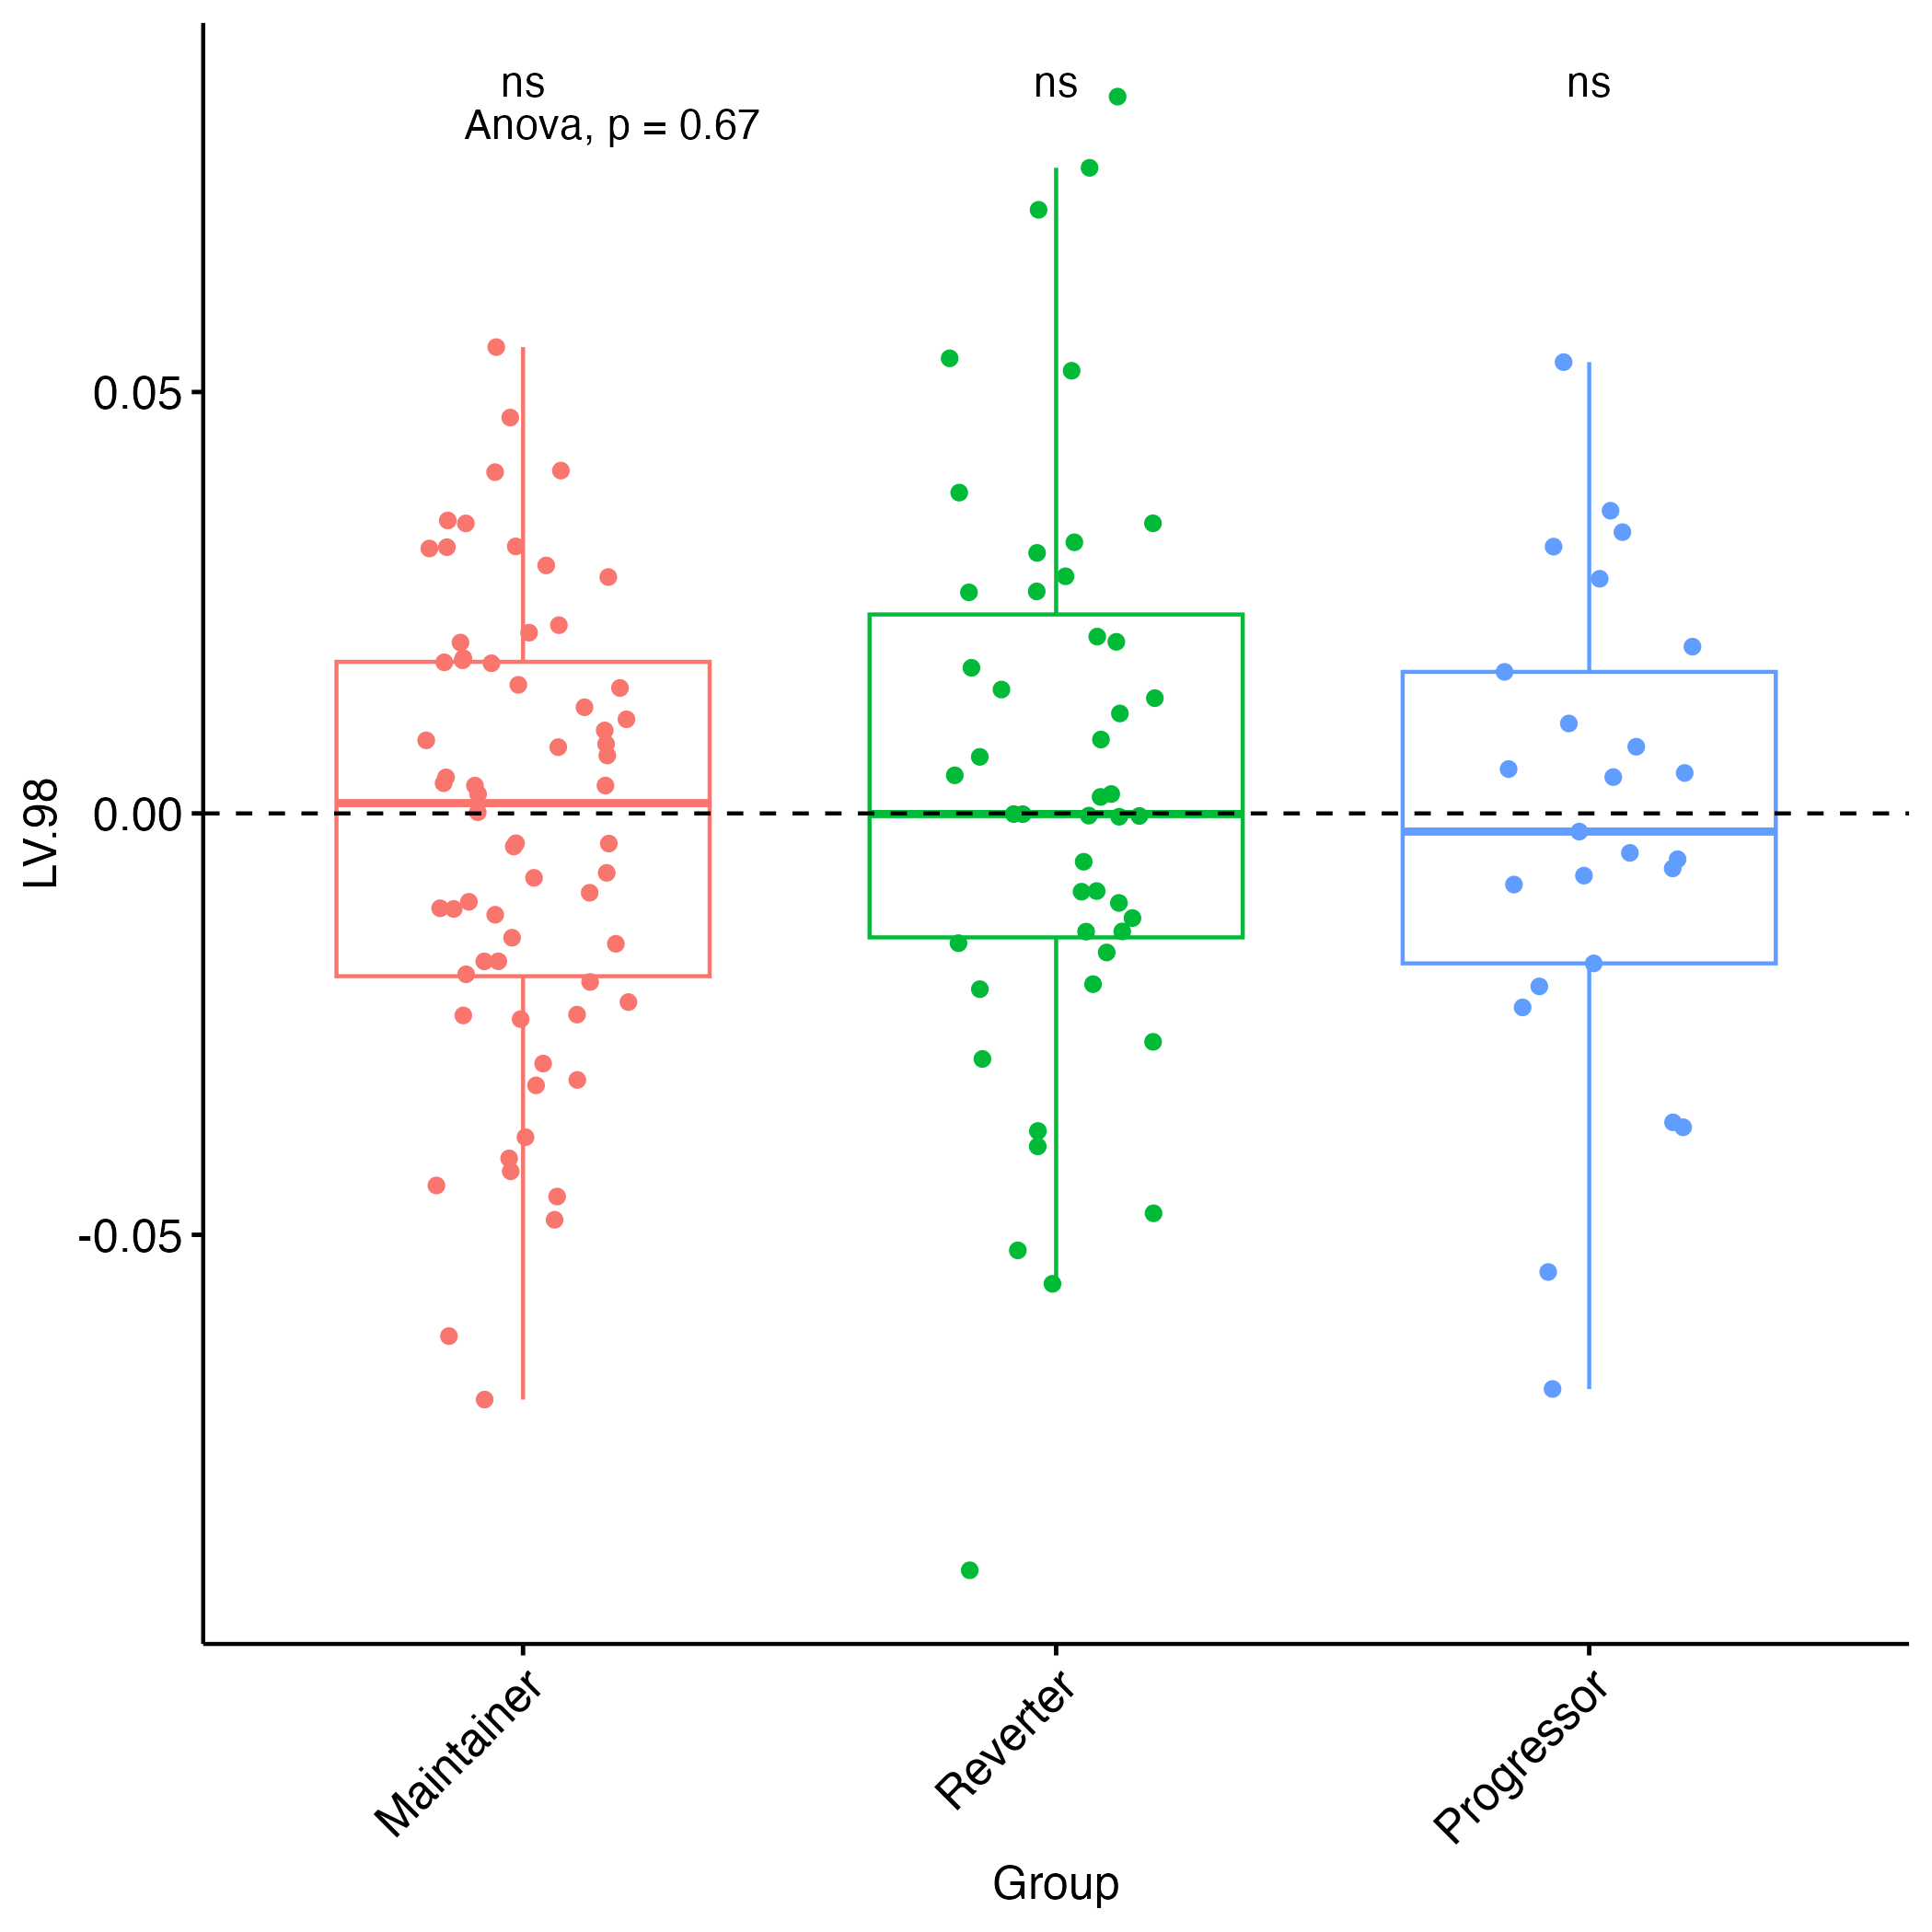 ns ns ns
Anova, p = 0.67
0.05
0.00
-0.05
LV.98
Maintainer Reverter Progressor
Group